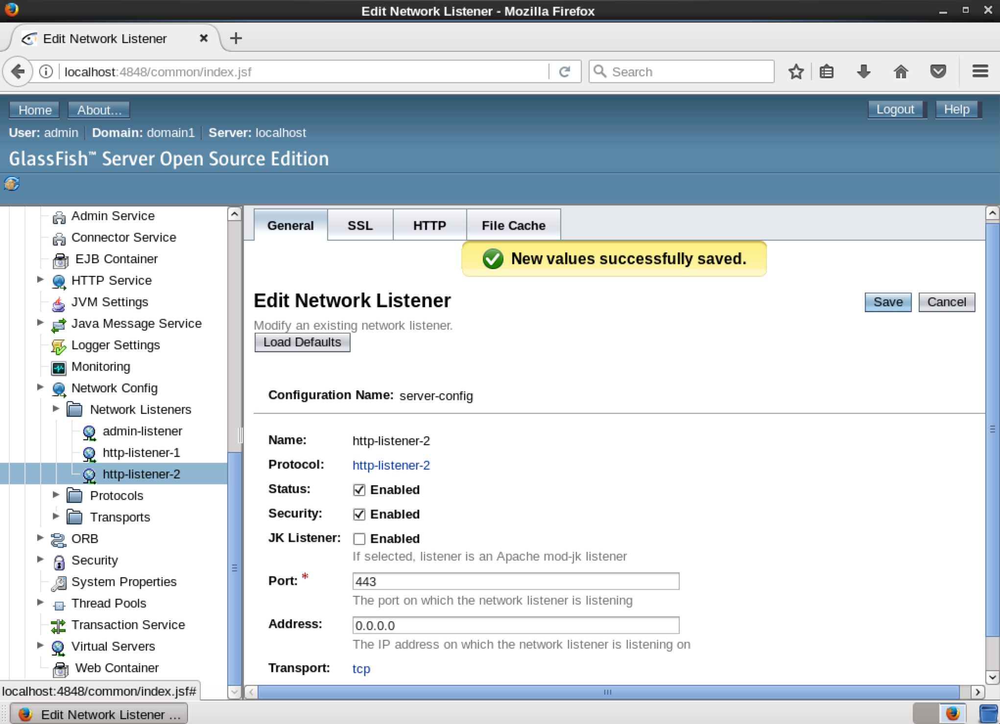 Edit Network Listener - Mozilla Firefox
Edit Network Listener
localhost:4848/common/index.jsf
Search
Home About...
Logout Help
User: admin Domain: domain1 Server: localhost
GlassFish™ Server Open Source Edition
Admin Service
Connector Service
EJB Container
HTTP Service
JVM Settings
Java Message Service
Logger Settings
Monitoring
Network Config
Network Listeners
admin-listener
http-listener-1
http-listener-2
Protocols
Transports
ORB
Security
System Properties
Thread Pools
Transaction Service
Virtual Servers
Web Container
localhost:4848/common/index.jsf#
General SSL HTTP File Cache
New values successfully saved.
Edit Network Listener
Save Cancel
Modify an existing network listener.
Load Defaults
Configuration Name: server-config
Name: http-listener-2
Protocol: http-listener-2
Status: Enabled
Security: Enabled
JK Listener: Enabled
If selected, listener is an Apache mod-jk listener
Port: * 443
The port on which the network listener is listening
Address: 0.0.0.0
The IP address on which the network listener is listening on
Transport: tcp
Edit Network Listener ...